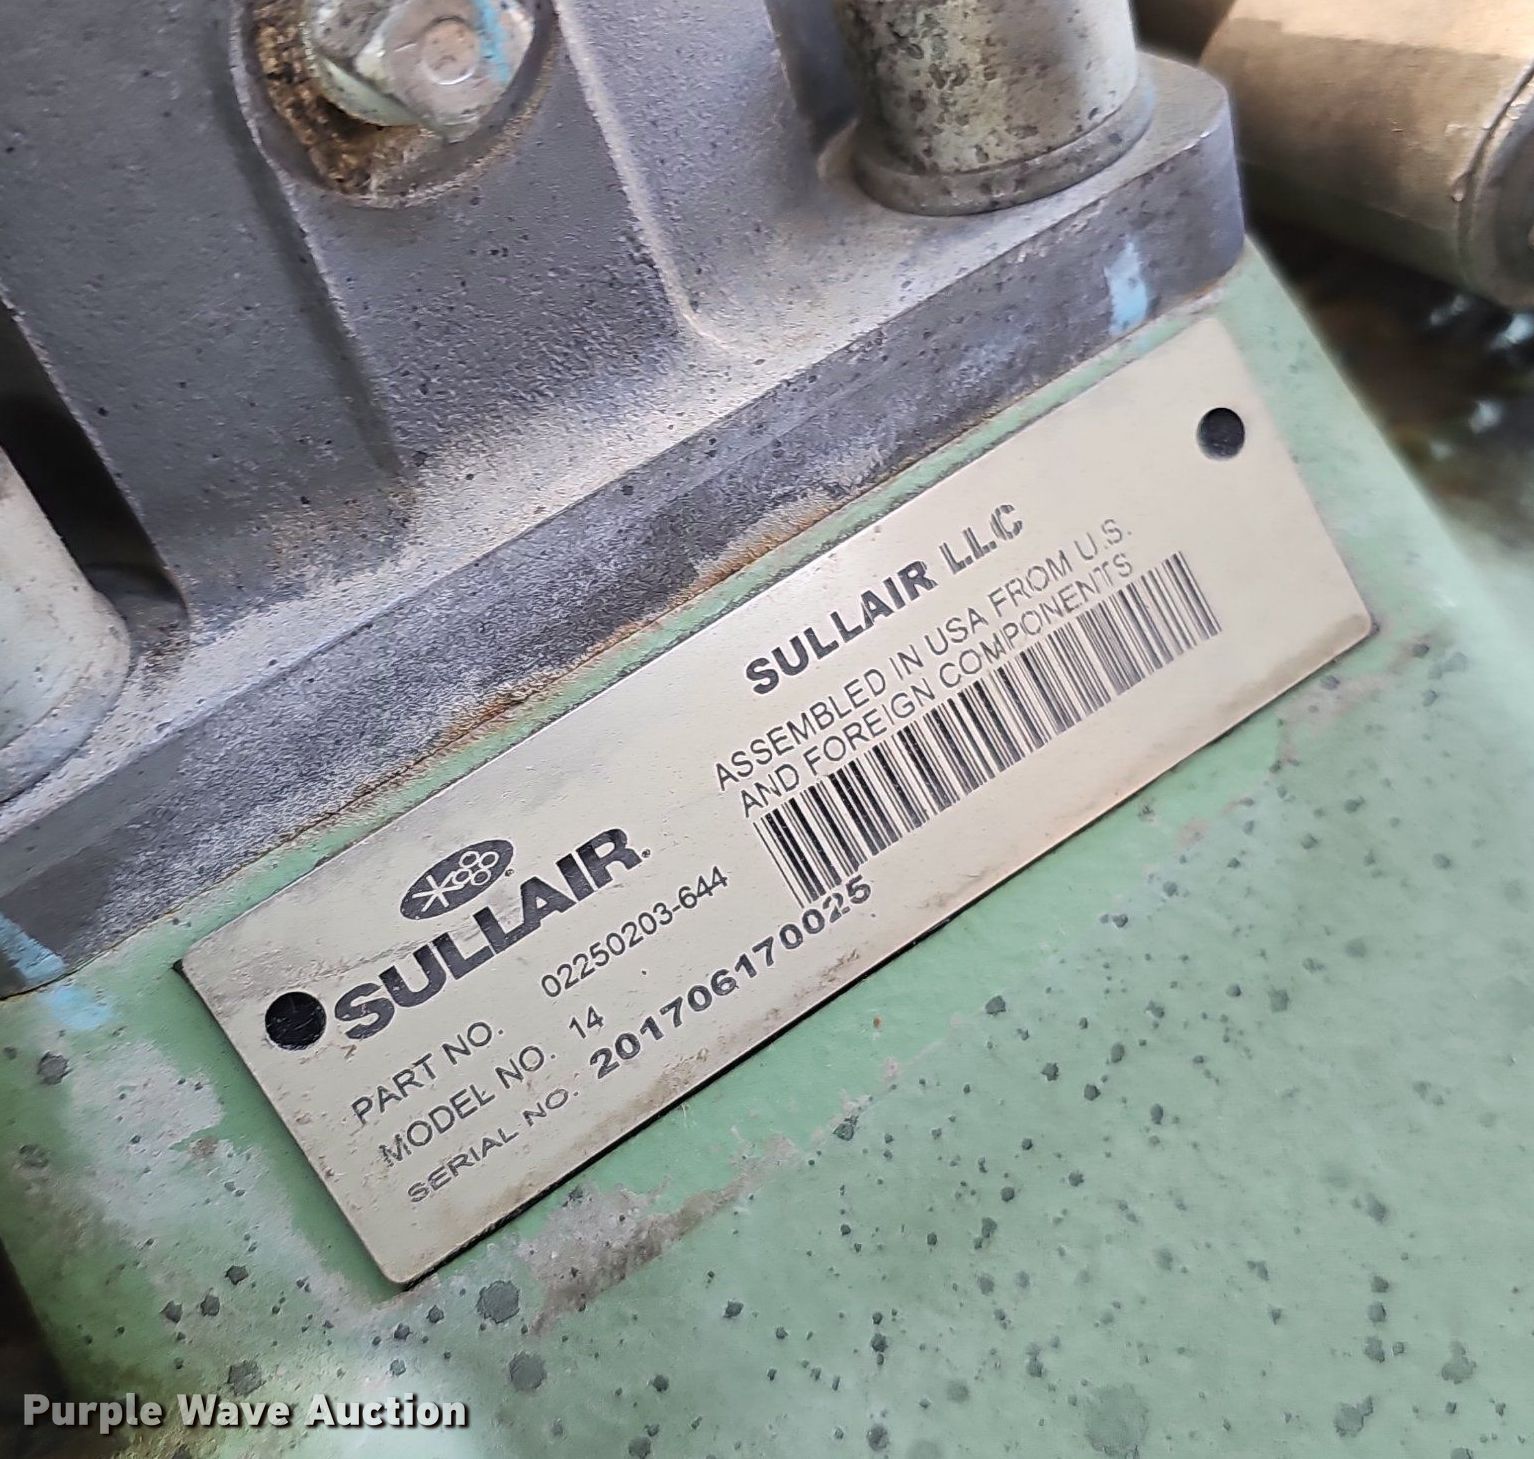 SULLAIR
PART NO. 02250203-644
MODEL NO. 14
SERIAL NO. 201706170025
SULLAIR LLC
ASSEMBLED IN USA FROM U.S.
AND FOREIGN COMPONENTS
Purple Wave Auction